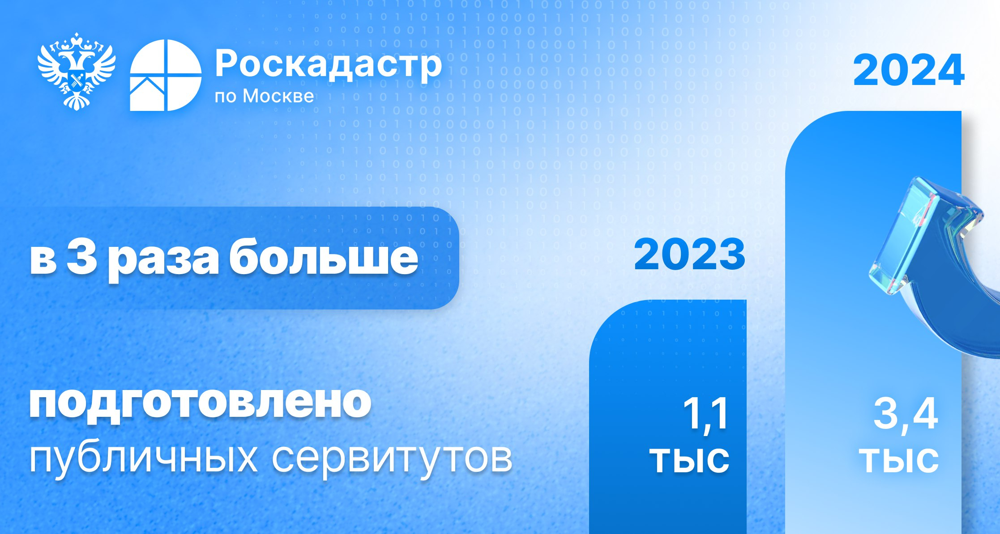 Роскадастр
по Москве
в 3 раза больше
подготовлено
публичных сервитутов
2023
1,1
тыс
2024
3,4
тыс